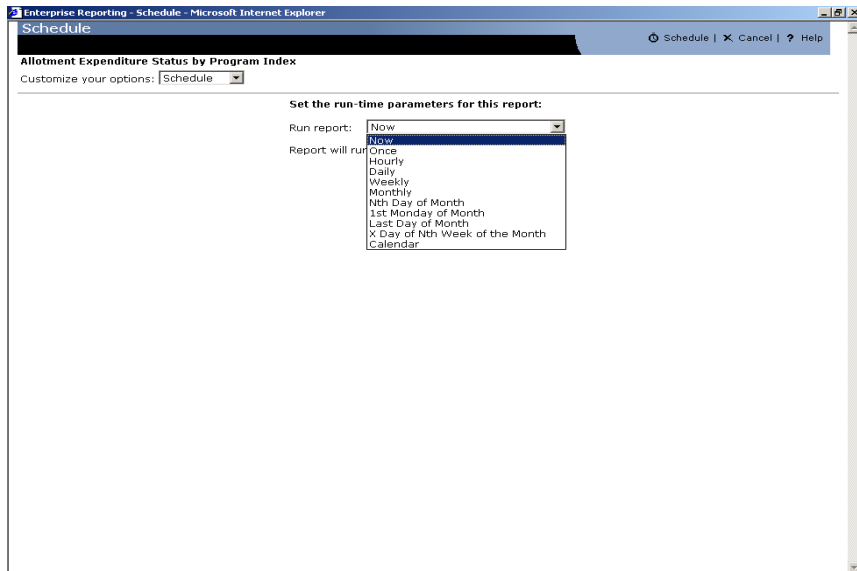 Enterprise Reporting - Schedule - Microsoft Internet Explorer
Schedule
Schedule | Cancel | ? Help
Allotment Expenditure Status by Program Index
Customize your options: Schedule
Set the run-time parameters for this report:
Run report: Now
Now
Report will run
Once
Hourly
Daily
Weekly
Monthly
Nth Day of Month
1st Monday of Month
Last Day of Month
X Day of Nth Week of the Month
Calendar